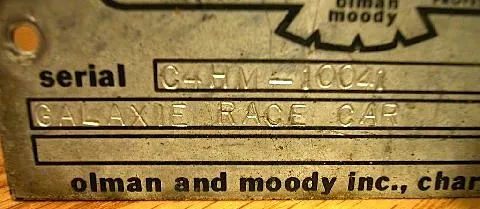 olman
moody
serial C4HM-10041
GALAXIE RACE CAR
olman and moody inc., char